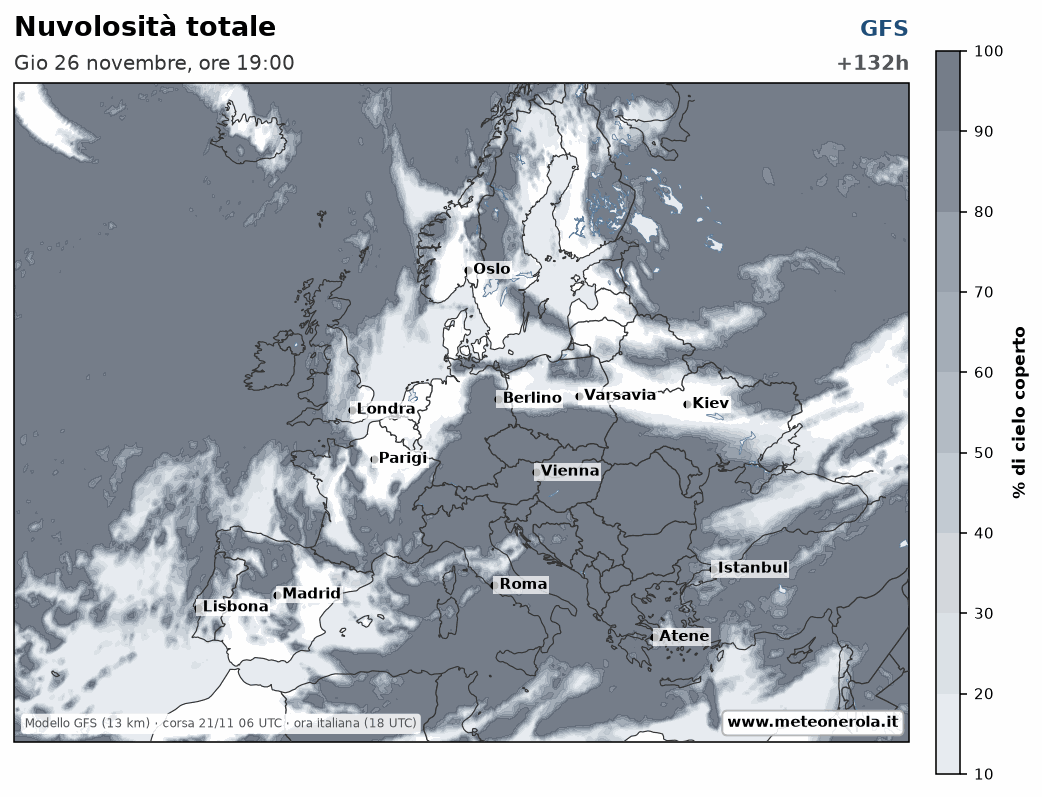 Nuvolosità totale
GFS
Gio 26 novembre, ore 19:00
+132h
100
90
80
70
60
50
40
30
20
10
% di cielo coperto
Oslo
Londra
Berlino
Varsavia
Kiev
Parigi
Vienna
Istanbul
Roma
Madrid
Lisbona
Atene
Modello GFS (13 km) · corsa 21/11 06 UTC · ora italiana (18 UTC)
www.meteonerola.it